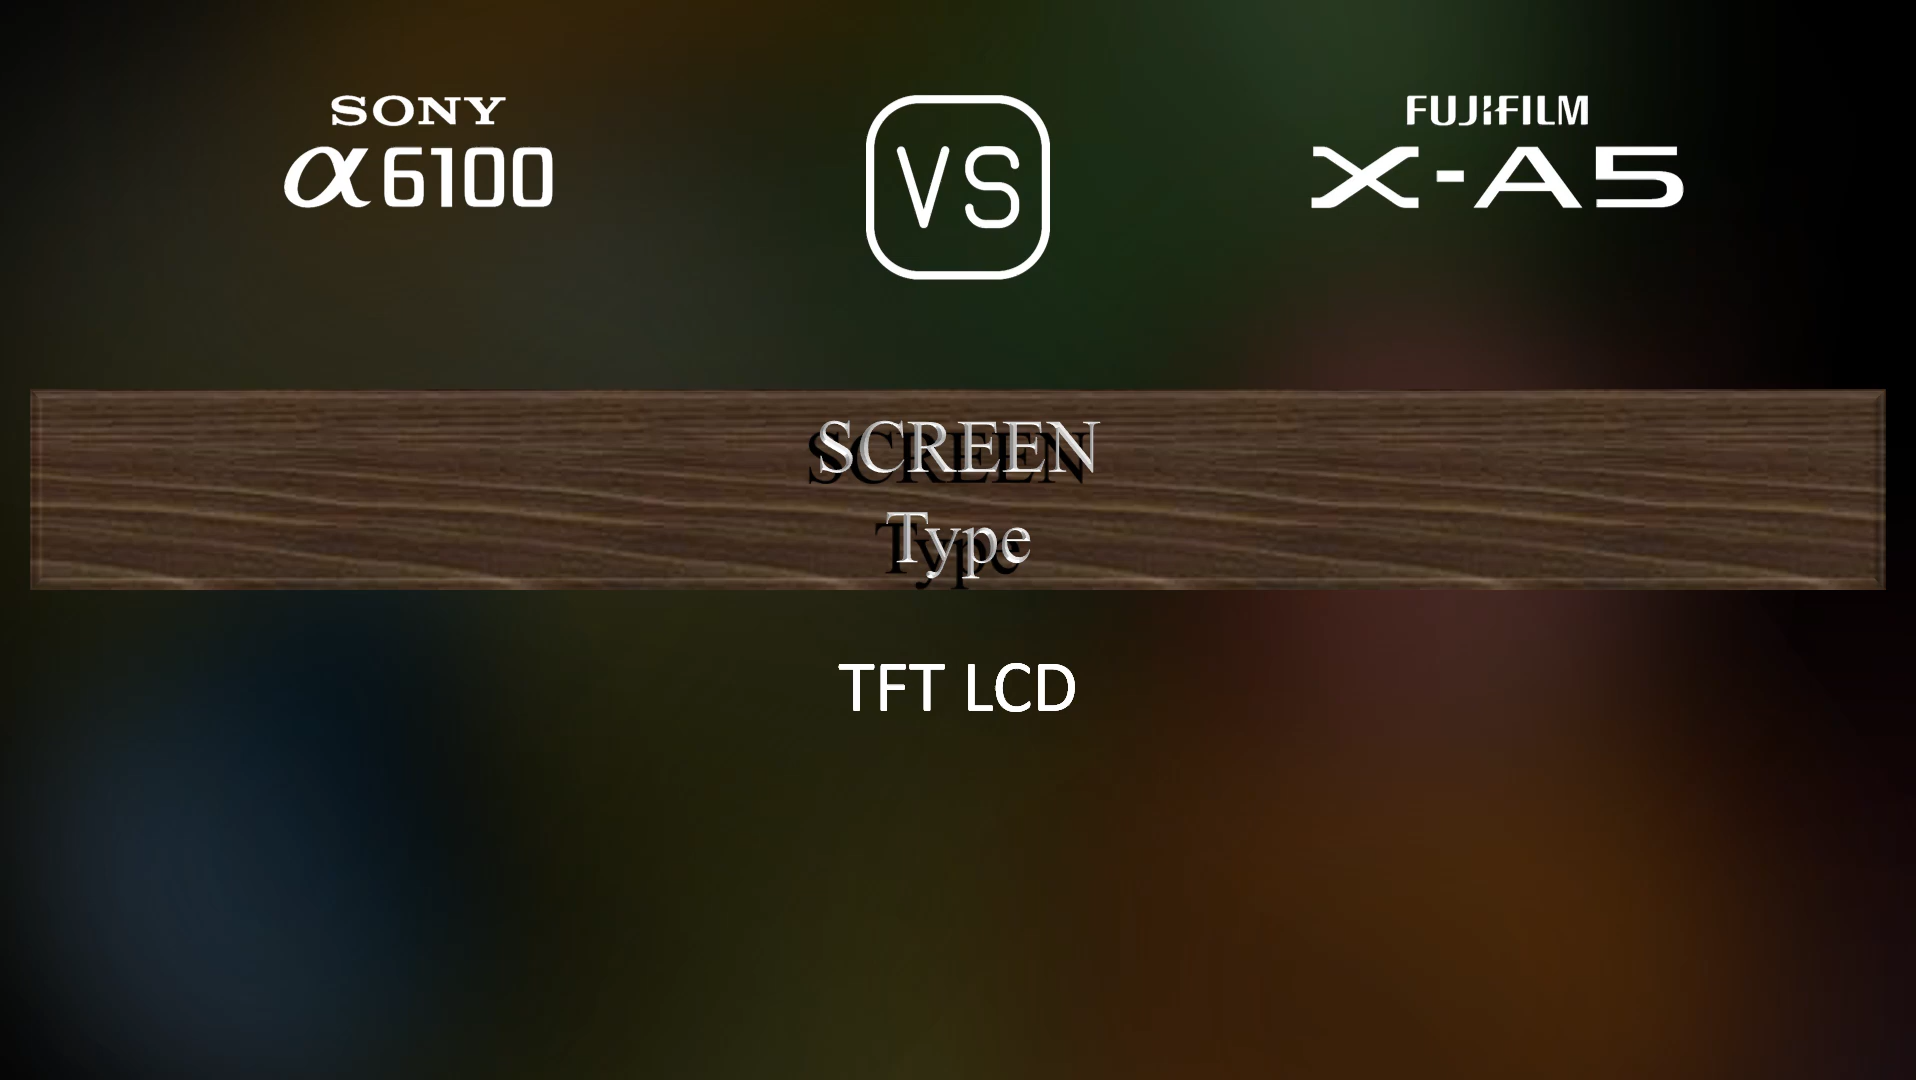 SONY
α6100
VS
FUJIFILM
X-A5
SCREEN
Type
TFT LCD